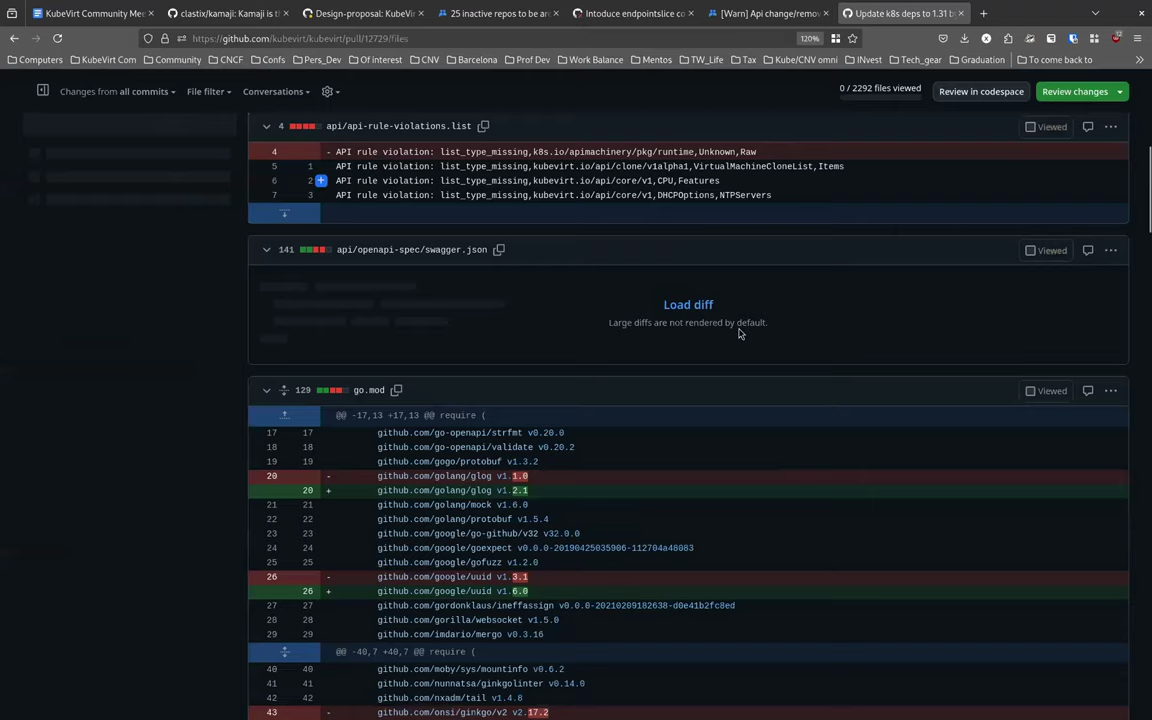 KubeVirt Community Mee
clastix/kamaji: Kamaji is t
Design-proposal: KubeVir
25 inactive repos to be ar
Intoduce endpointslice co
[Warn] Api change/remov
Update k8s deps to 1.31 b
https://github.com/kubevirt/kubevirt/pull/12729/files
120%
12
Computers
KubeVirt Com
Community
CNCF
Confs
Pers_Dev
Of interest
CNV
Barcelona
Prof Dev
Work Balance
Mentos
TW_Life
Tax
Kube/CNV omni
INvest
Tech_gear
Graduation
To come back to
Changes from all commits
File filter
Conversations
0 / 2292 files viewed
Review in codespace
Review changes
4 api/api-rule-violations.list
Viewed
4 - API rule violation: list_type_missing,k8s.io/apimachinery/pkg/runtime,Unknown,Raw
5 1 API rule violation: list_type_missing,kubevirt.io/api/clone/v1alpha1,VirtualMachineCloneList,Items
6 2 + API rule violation: list_type_missing,kubevirt.io/api/core/v1,CPU,Features
7 3 API rule violation: list_type_missing,kubevirt.io/api/core/v1,DHCPOptions,NTPServers
141 api/openapi-spec/swagger.json
Viewed
Load diff
Large diffs are not rendered by default.
129 go.mod
Viewed
@@ -17,13 +17,13 @@ require (
17 17 github.com/go-openapi/strfmt v0.20.0
18 18 github.com/go-openapi/validate v0.20.2
19 19 github.com/gogo/protobuf v1.3.2
20 - github.com/golang/glog v1.1.0
20 + github.com/golang/glog v1.2.1
21 21 github.com/golang/mock v1.6.0
22 22 github.com/golang/protobuf v1.5.4
23 23 github.com/google/go-github/v32 v32.0.0
24 24 github.com/google/goexpect v0.0.0-20190425035906-112704a48083
25 25 github.com/google/gofuzz v1.2.0
26 - github.com/google/uuid v1.3.1
26 + github.com/google/uuid v1.6.0
27 27 github.com/gordonklaus/ineffassign v0.0.0-20210209182638-d0e41b2fc8ed
28 28 github.com/gorilla/websocket v1.5.0
29 29 github.com/imdario/mergo v0.3.16
@@ -40,7 +40,7 @@ require (
40 40 github.com/moby/sys/mountinfo v0.6.2
41 41 github.com/nunnatsa/ginkgolinter v0.14.0
42 42 github.com/nxadm/tail v1.4.8
43 - github.com/onsi/ginkgo/v2 v2.17.2